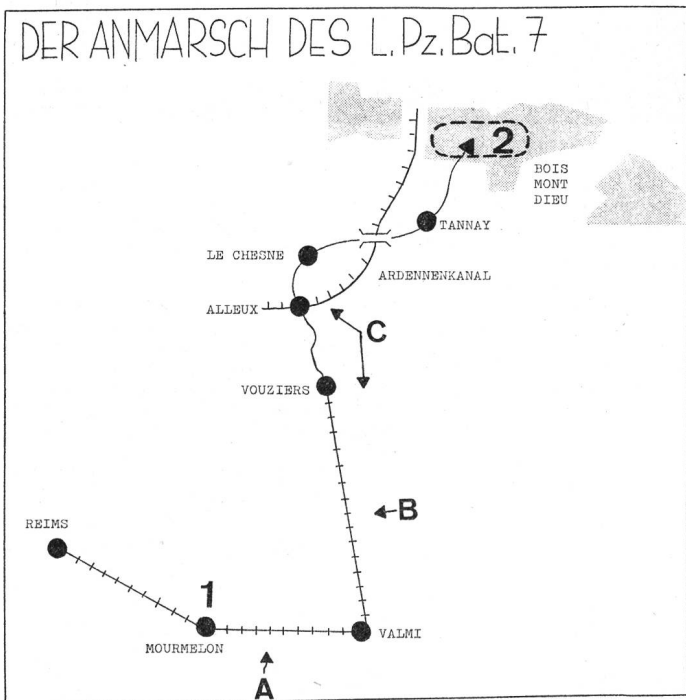 DER ANMARSCH DES L.Pz.Bat.7
2
BOIS
MONT
DIEU
TANNAY
LE CHESNE
ARDENNENKANAL
ALLEUX
C
VOUZIERS
B
REIMS
1
VALMI
MOURMELON
A